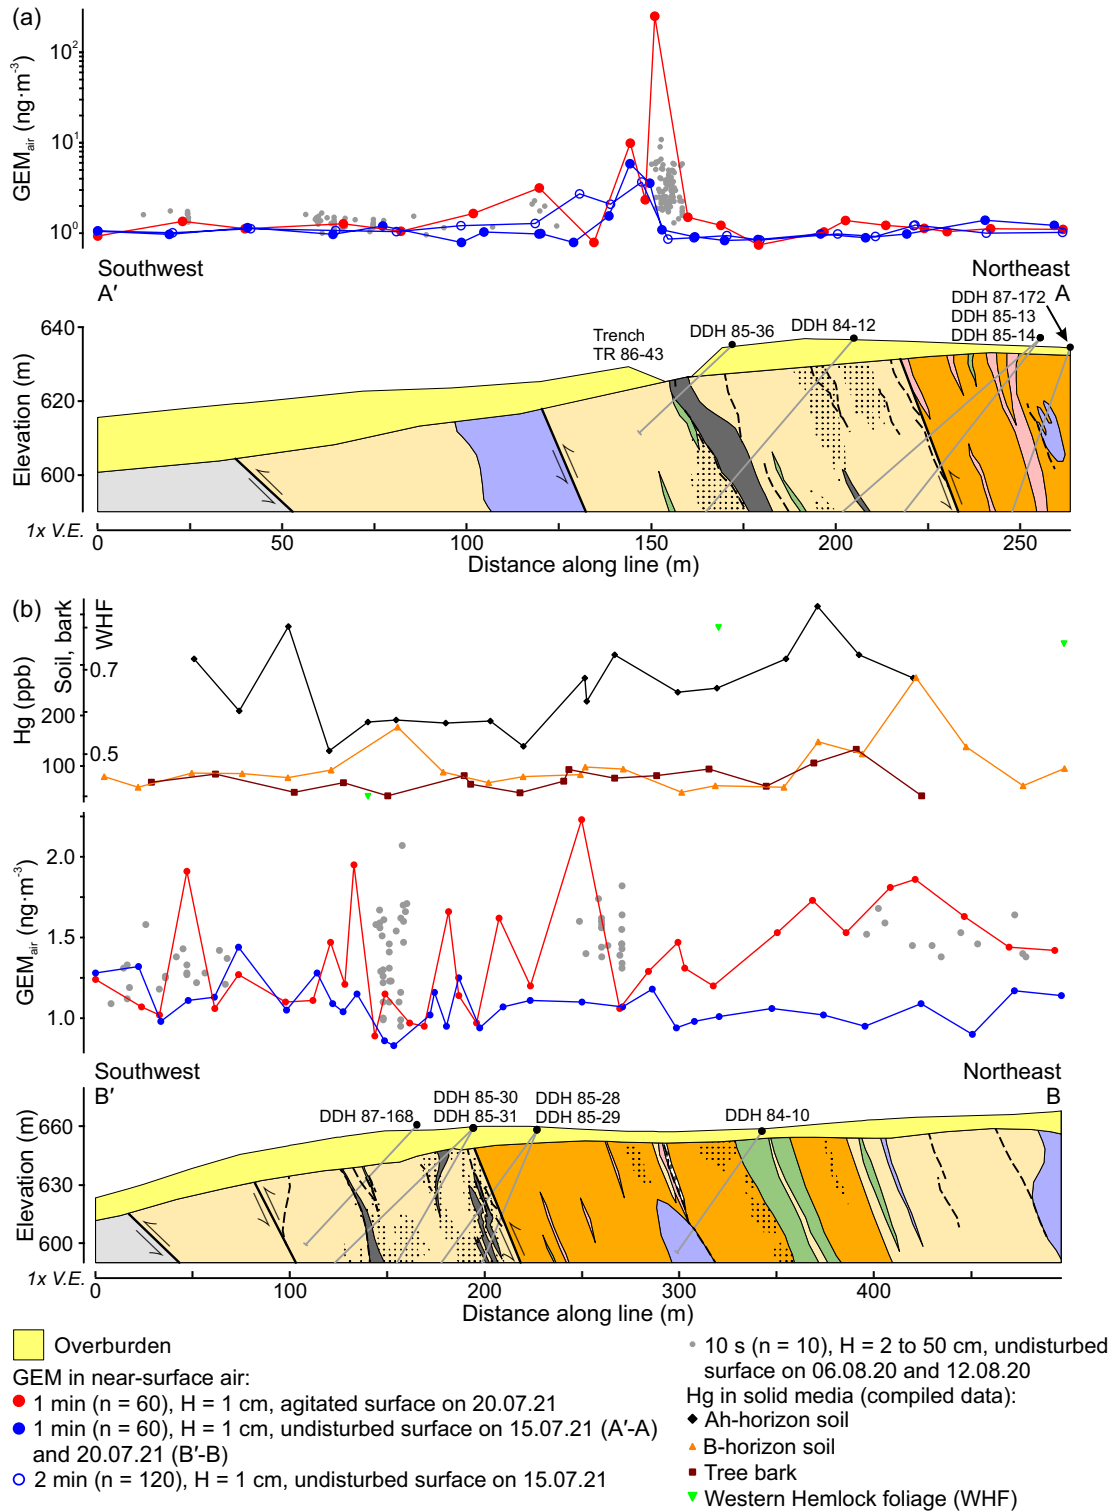 (a)
GEMair (ng·m-3)
10²
10¹
10⁰
Southwest
A′
Northeast
A
DDH 87-172
DDH 85-13
DDH 85-14
Trench
TR 86-43
DDH 85-36
DDH 84-12
Elevation (m)
640
620
600
1x V.E.
0
50
100
150
200
250
Distance along line (m)
(b)
Hg (ppb)
Soil, bark
WHF
0.7
200
0.5
100
GEMair (ng·m-3)
2.0
1.5
1.0
Southwest
B′
Northeast
B
DDH 87-168
DDH 85-30
DDH 85-31
DDH 85-28
DDH 85-29
DDH 84-10
Elevation (m)
660
630
600
1x V.E.
0
100
200
300
400
Distance along line (m)
Overburden
GEM in near-surface air:
1 min (n = 60), H = 1 cm, agitated surface on 20.07.21
1 min (n = 60), H = 1 cm, undisturbed surface on 15.07.21 (A′-A)
and 20.07.21 (B′-B)
2 min (n = 120), H = 1 cm, undisturbed surface on 15.07.21
10 s (n = 10), H = 2 to 50 cm, undisturbed
surface on 06.08.20 and 12.08.20
Hg in solid media (compiled data):
Ah-horizon soil
B-horizon soil
Tree bark
Western Hemlock foliage (WHF)